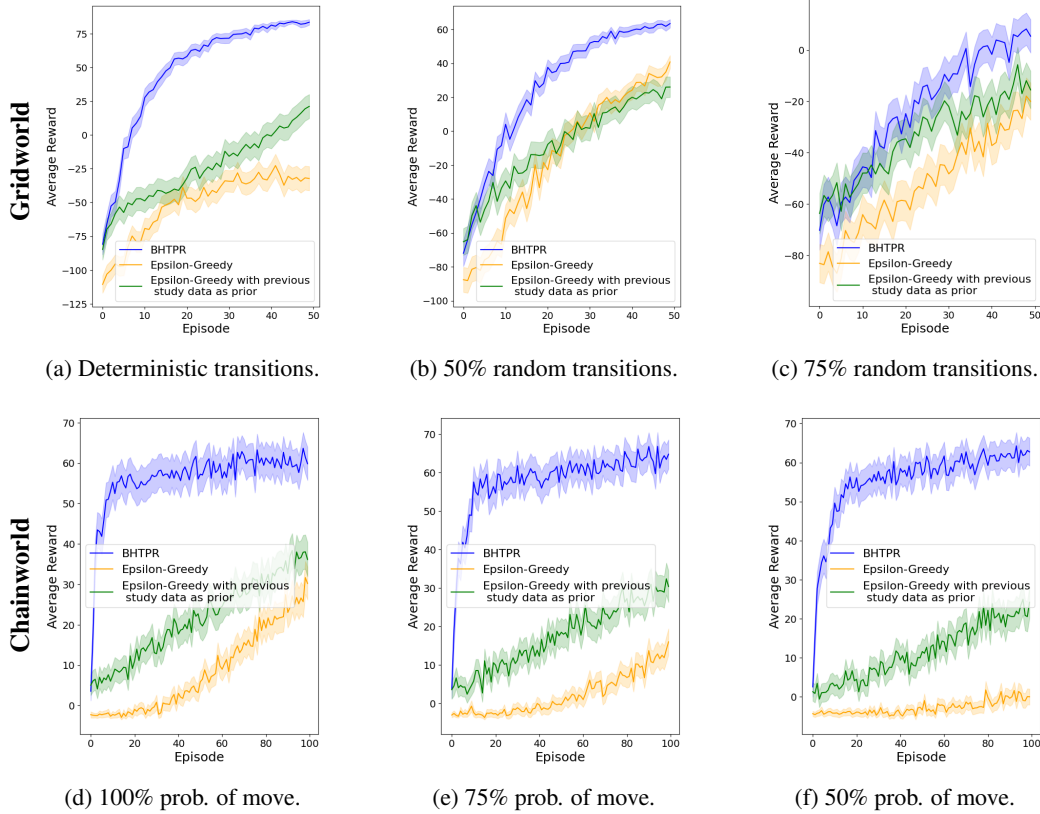 Gridworld
Average Reward
75
50
25
0
−25
−50
−75
−100
−125
0
10
20
30
40
50
Episode
BHTPR
Epsilon-Greedy
Epsilon-Greedy with previous
study data as prior
(a) Deterministic transitions.
Average Reward
80
60
40
20
0
−20
−40
−60
−80
−100
0
10
20
30
40
50
Episode
BHTPR
Epsilon-Greedy
Epsilon-Greedy with previous
study data as prior
(b) 50% random transitions.
Average Reward
0
−20
−40
−60
−80
0
10
20
30
40
50
Episode
BHTPR
Epsilon-Greedy
Epsilon-Greedy with previous
study data as prior
(c) 75% random transitions.
Chainworld
Average Reward
70
60
50
40
30
20
10
0
0
20
40
60
80
100
Episode
BHTPR
Epsilon-Greedy
Epsilon-Greedy with previous
study data as prior
(d) 100% prob. of move.
Average Reward
70
60
50
40
30
20
10
0
0
20
40
60
80
100
Episode
BHTPR
Epsilon-Greedy
Epsilon-Greedy with previous
study data as prior
(e) 75% prob. of move.
Average Reward
70
60
50
40
30
20
10
0
0
20
40
60
80
100
Episode
BHTPR
Epsilon-Greedy
Epsilon-Greedy with previous
study data as prior
(f) 50% prob. of move.